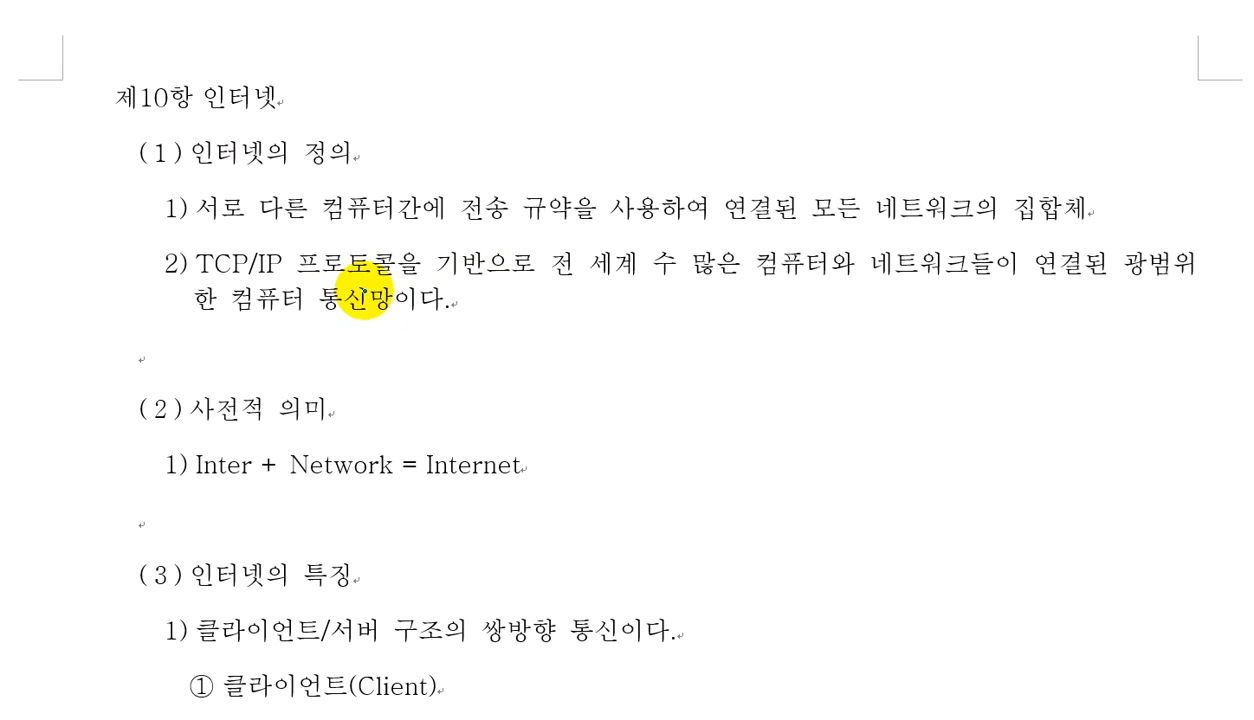 제10항 인터넷
(1) 인터넷의 정의
1) 서로 다른 컴퓨터간에 전송 규약을 사용하여 연결된 모든 네트워크의 집합체
2) TCP/IP 프로토콜을 기반으로 전 세계 수 많은 컴퓨터와 네트워크들이 연결된 광범위
한 컴퓨터 통신망이다.
(2) 사전적 의미
1) Inter + Network = Internet
(3) 인터넷의 특징
1) 클라이언트/서버 구조의 쌍방향 통신이다.
① 클라이언트(Client)